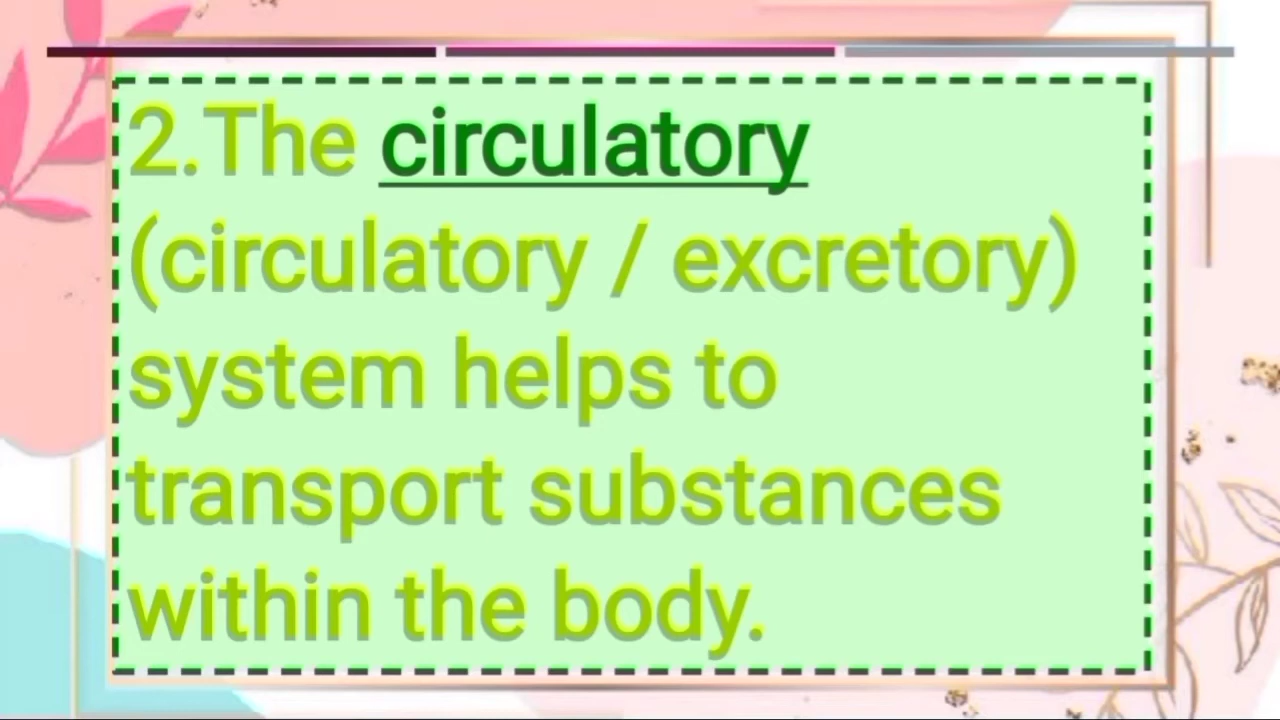 2.The circulatory
(circulatory / excretory)
system helps to
transport substances
within the body.